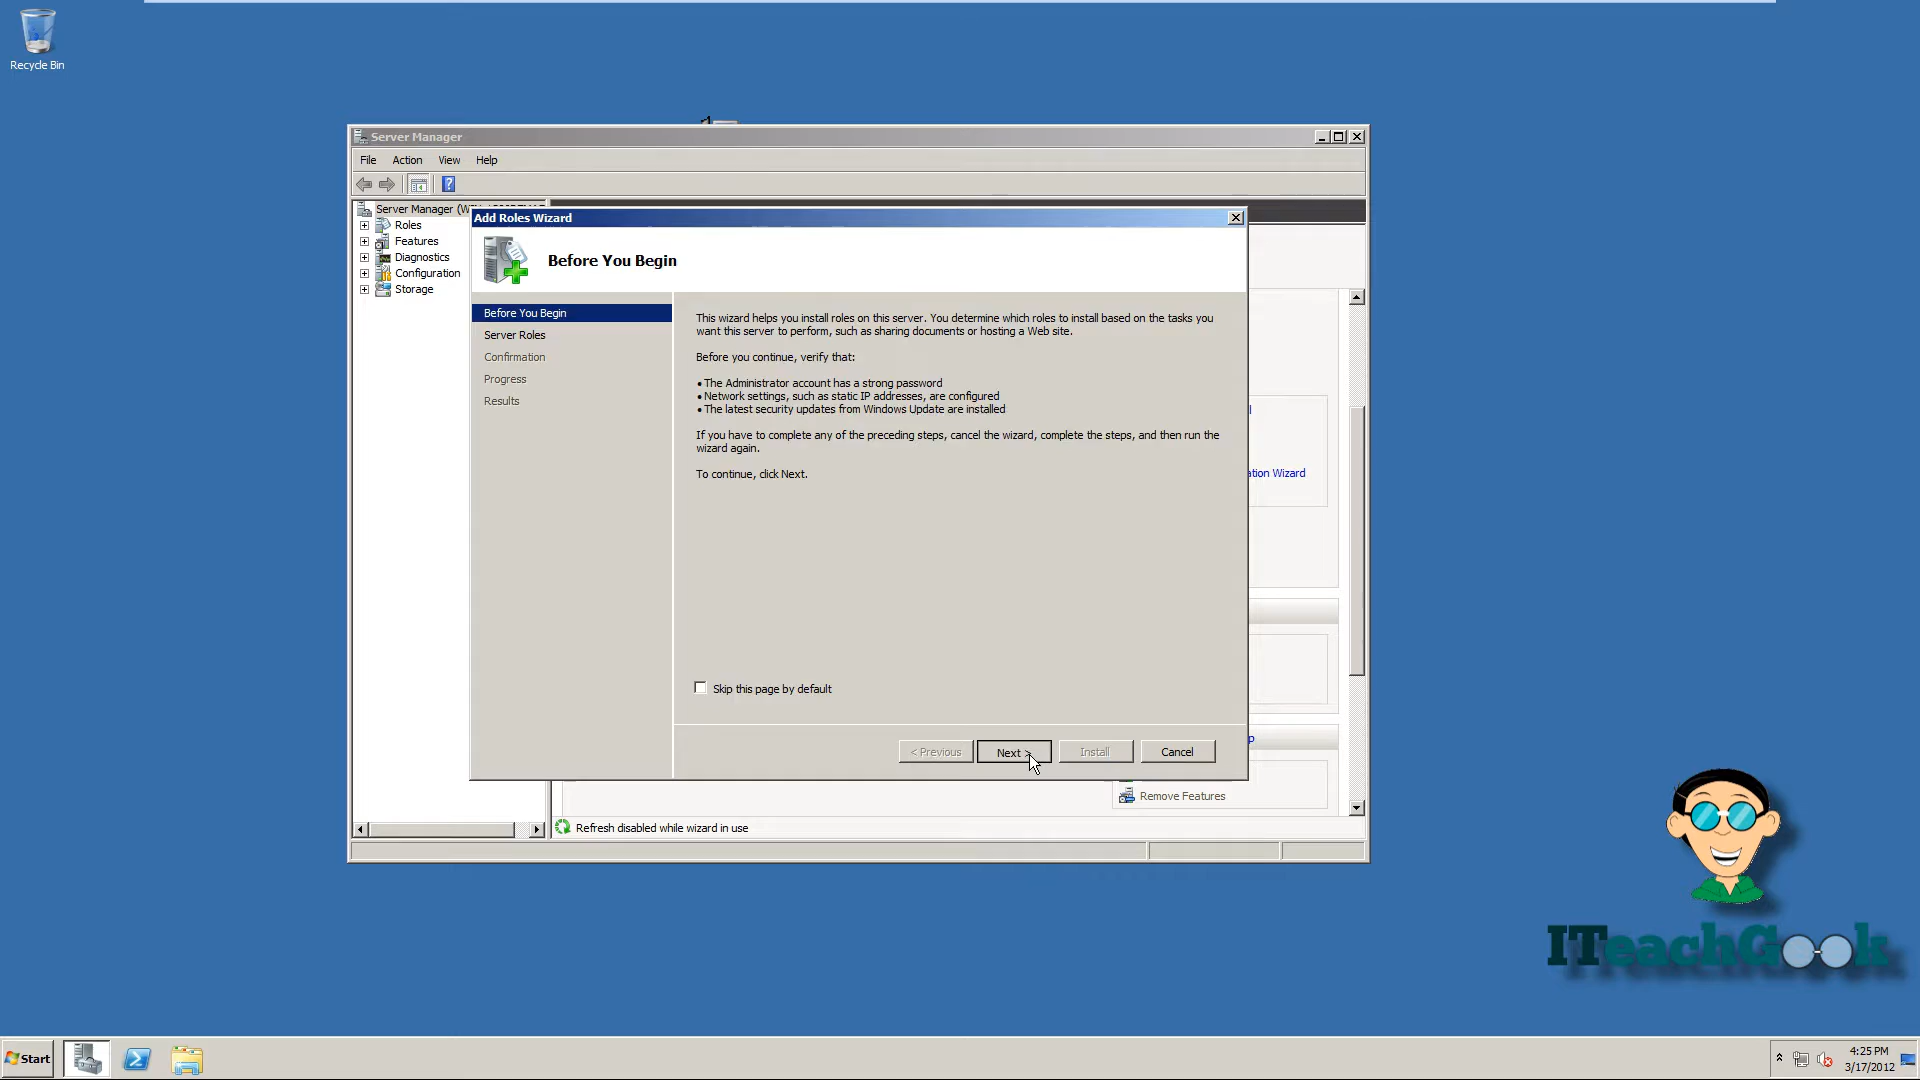 Recycle Bin
Server Manager
File Action View Help
Server Manager
Roles
Features
Diagnostics
Configuration
Storage
Add Roles Wizard
Before You Begin
Before You Begin
Server Roles
Confirmation
Progress
Results
This wizard helps you install roles on this server. You determine which roles to install based on the tasks you
want this server to perform, such as sharing documents or hosting a Web site.
Before you continue, verify that:
• The Administrator account has a strong password
• Network settings, such as static IP addresses, are configured
• The latest security updates from Windows Update are installed
If you have to complete any of the preceding steps, cancel the wizard, complete the steps, and then run the
wizard again.
To continue, click Next.
Skip this page by default
< Previous
Next >
Install
Cancel
Wizard
Remove Features
Refresh disabled while wizard in use
ITeachGeek
Start
4:25 PM
3/17/2012